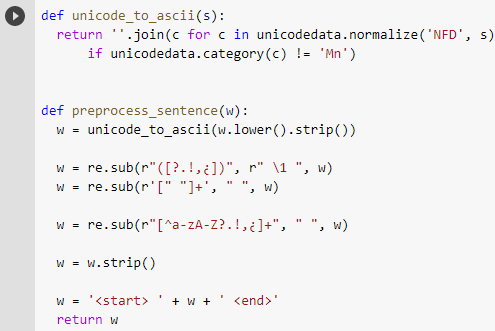 def unicode_to_ascii(s):
  return ''.join(c for c in unicodedata.normalize('NFD', s)
      if unicodedata.category(c) != 'Mn')
def preprocess_sentence(w):
  w = unicode_to_ascii(w.lower().strip())
  w = re.sub(r"([?.!,¿])", r" \1 ", w)
  w = re.sub(r'[" "]+', " ", w)
  w = re.sub(r"[^a-zA-Z?.!,¿]+", " ", w)
  w = w.strip()
  w = '<start> ' + w + ' <end>'
  return w